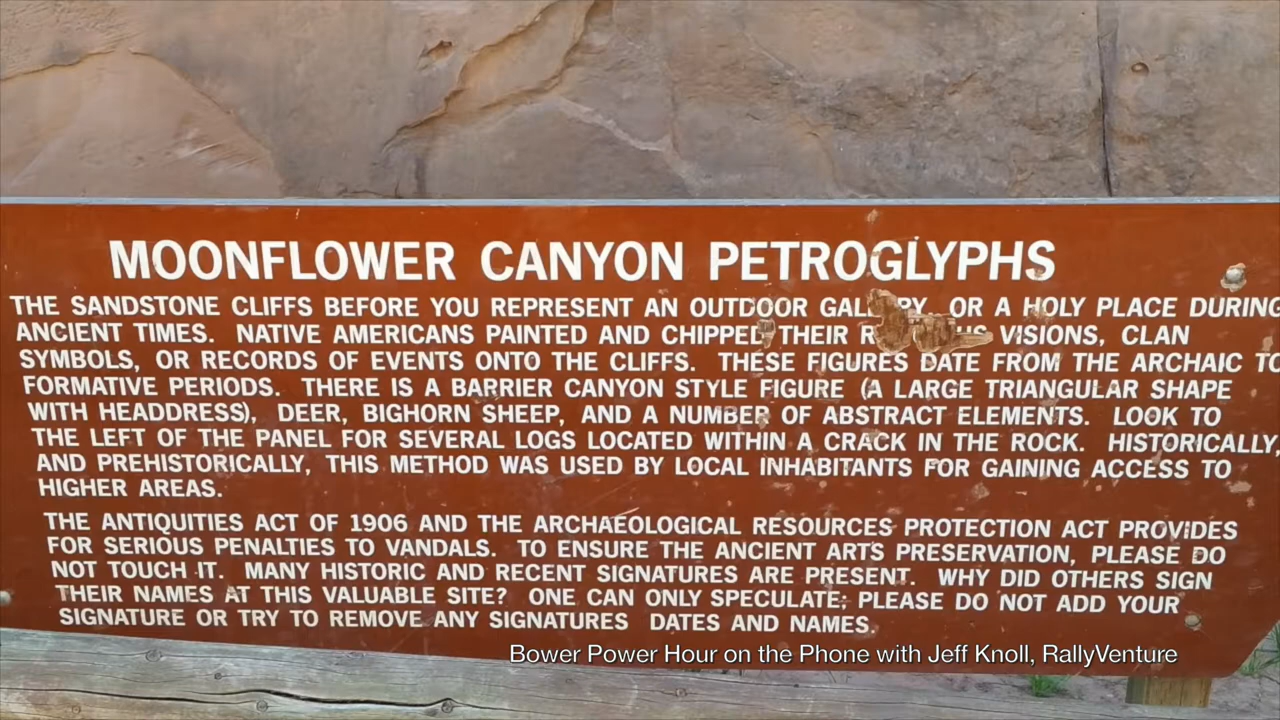 MOONFLOWER CANYON PETROGLYPHS
THE SANDSTONE CLIFFS BEFORE YOU REPRESENT AN OUTDOOR OR A HOLY PLACE DURING
ANCIENT TIMES. NATIVE AMERICANS PAINTED AND CHIPPED THEIR VISIONS, CLAN
SYMBOLS, OR RECORDS OF EVENTS ONTO THE CLIFFS. THESE FIGURES DATE FROM THE ARCHAIC TO
FORMATIVE PERIODS. THERE IS A BARRIER CANYON STYLE FIGURE (A LARGE TRIANGULAR SHAPE
WITH HEADDRESS), DEER, BIGHORN SHEEP, AND A NUMBER OF ABSTRACT ELEMENTS. LOOK TO
THE LEFT OF THE PANEL FOR SEVERAL LOGS LOCATED WITHIN A CRACK IN THE ROCK. HISTORICALLY,
AND PREHISTORICALLY, THIS METHOD WAS USED BY LOCAL INHABITANTS FOR GAINING ACCESS TO
HIGHER AREAS.
THE ANTIQUITIES ACT OF 1906 AND THE ARCHAEOLOGICAL RESOURCES PROTECTION ACT PROVIDES
FOR SERIOUS PENALTIES TO VANDALS. TO ENSURE THE ANCIENT ARTS PRESERVATION, PLEASE DO
NOT TOUCH IT. MANY HISTORIC AND RECENT SIGNATURES ARE PRESENT. WHY DID OTHERS SIGN
THEIR NAMES AT THIS VALUABLE SITE? ONE CAN ONLY SPECULATE. PLEASE DO NOT ADD YOUR
SIGNATURE OR TRY TO REMOVE ANY SIGNATURES DATES AND NAMES.
Bower Power Hour on the Phone with Jeff Knoll, RallyVenture